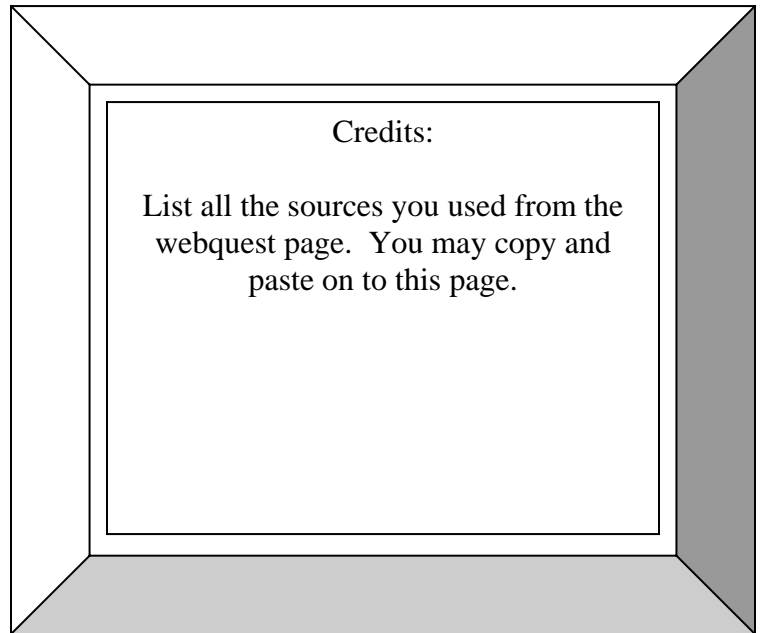 Credits:
List all the sources you used from the
webquest page.  You may copy and
paste on to this page.